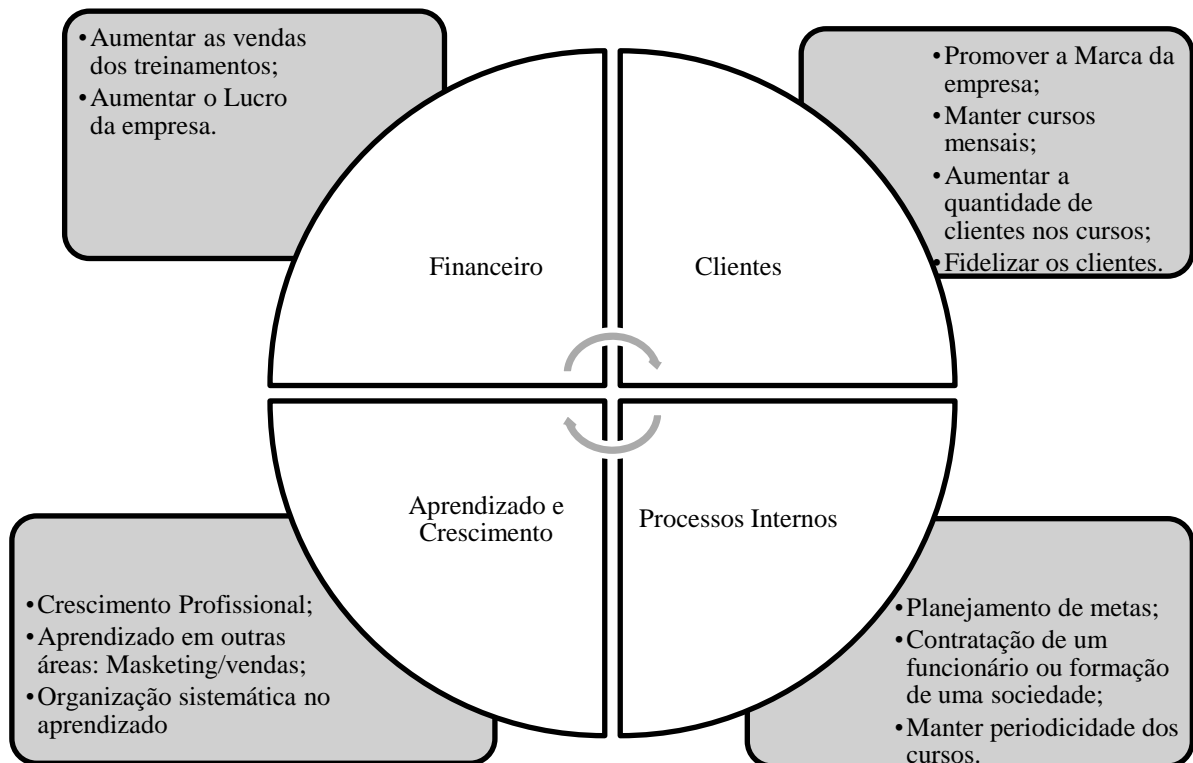 •Aumentar as vendas
dos treinamentos;
•Aumentar o Lucro
da empresa.
•Promover a Marca da
empresa;
•Manter cursos
mensais;
•Aumentar a
quantidade de
clientes nos cursos;
•Fidelizar os clientes.
Financeiro
Clientes
Aprendizado e
Crescimento
Processos Internos
•Crescimento Profissional;
•Aprendizado em outras
áreas: Masketing/vendas;
•Organização sistemática no
aprendizado
•Planejamento de metas;
•Contratação de um
funcionário ou formação
de uma sociedade;
•Manter periodicidade dos
cursos.